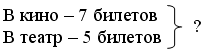 В кино – 7 билетов
В театр – 5 билетов
?